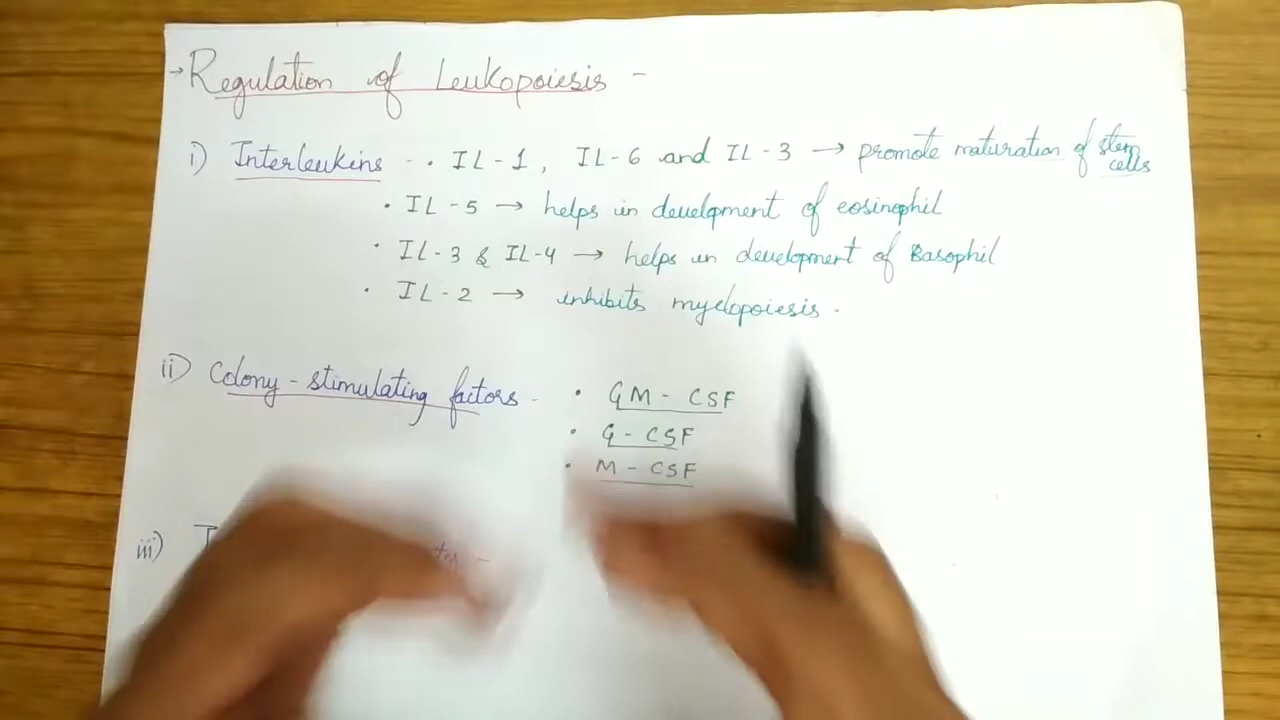 → Regulation of Leukopoiesis -
i) Interleukins - • IL-1, IL-6 and IL-3 → promote maturation of stem cells
• IL-5 → helps in development of eosinophil
• IL-3 & IL-4 → helps in development of Basophil
• IL-2 → inhibits myelopoiesis.
ii) Colony-stimulating factors - • GM-CSF
• G-CSF
• M-CSF
iii)